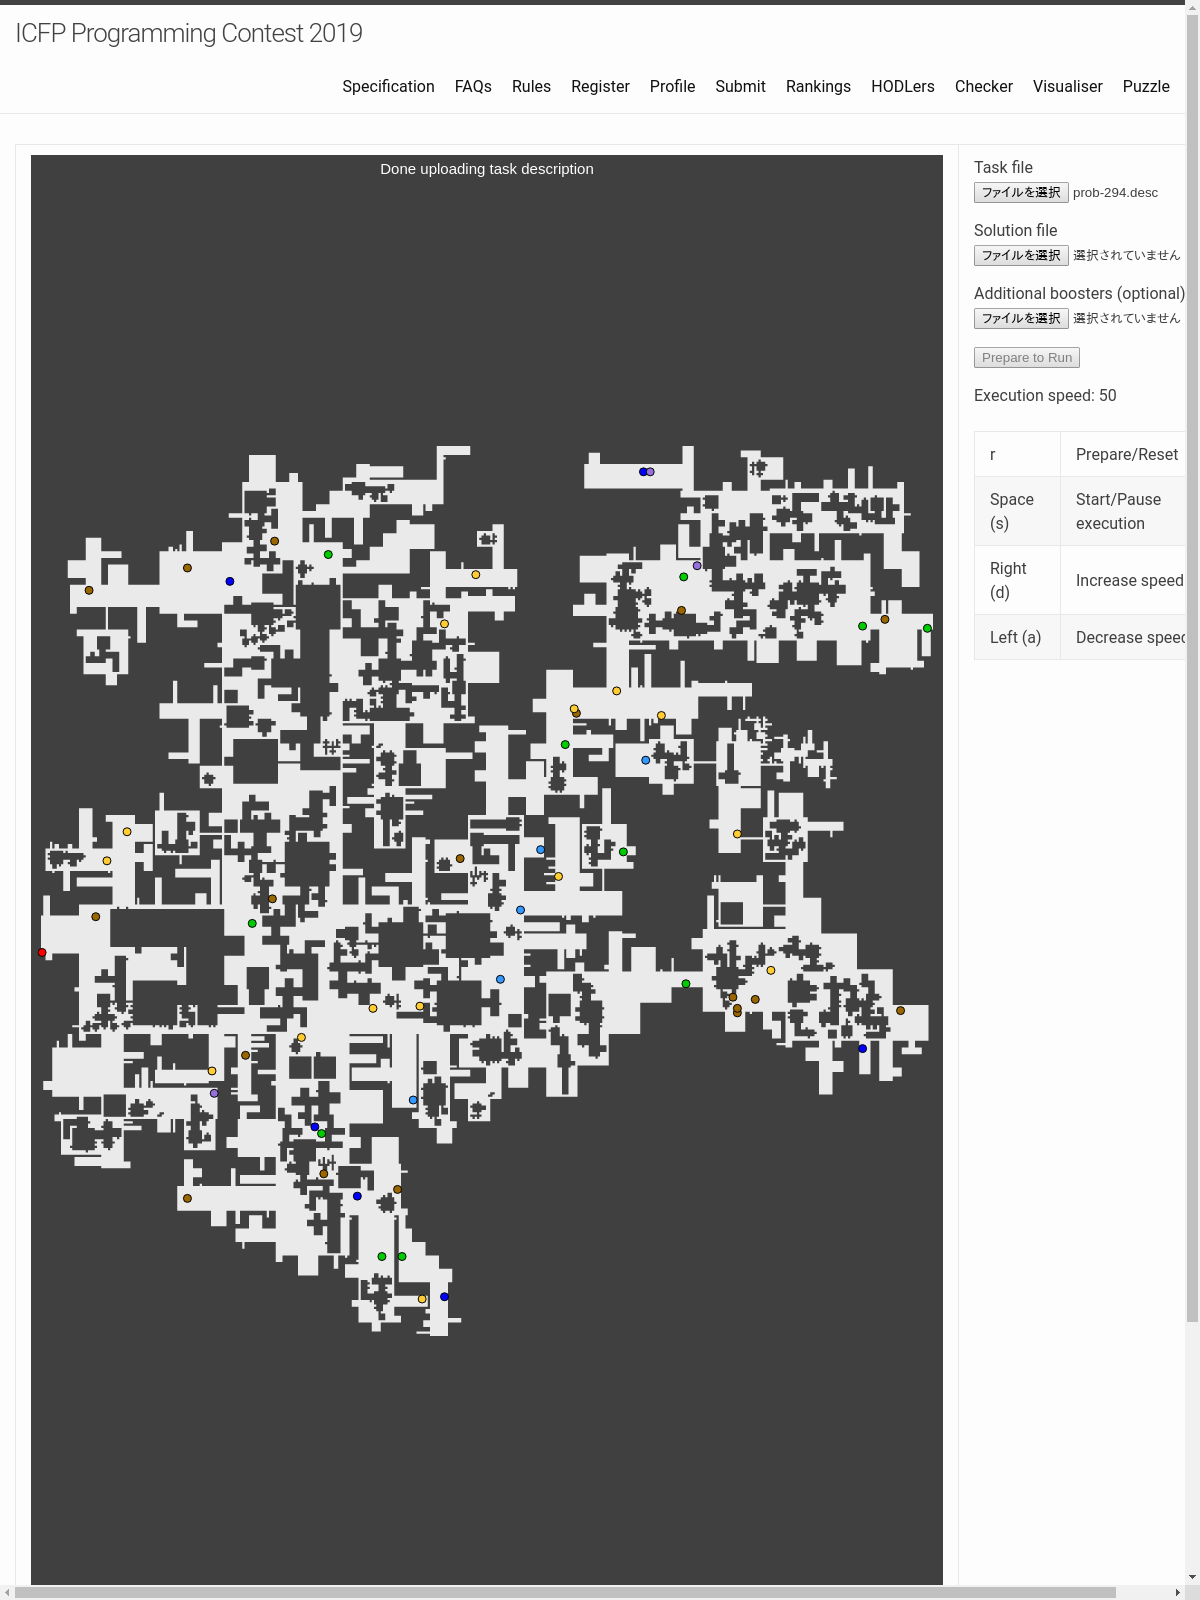 ICFP Programming Contest 2019
Specification FAQs Rules Register Profile Submit Rankings HODLers Checker Visualiser Puzzle
Done uploading task description
Task file
ファイルを選択 prob-294.desc
Solution file
ファイルを選択 選択されていません
Additional boosters (optional)
ファイルを選択 選択されていません
Prepare to Run
Execution speed: 50
r Prepare/Reset
Space (s) Start/Pause execution
Right (d) Increase speed
Left (a) Decrease speed